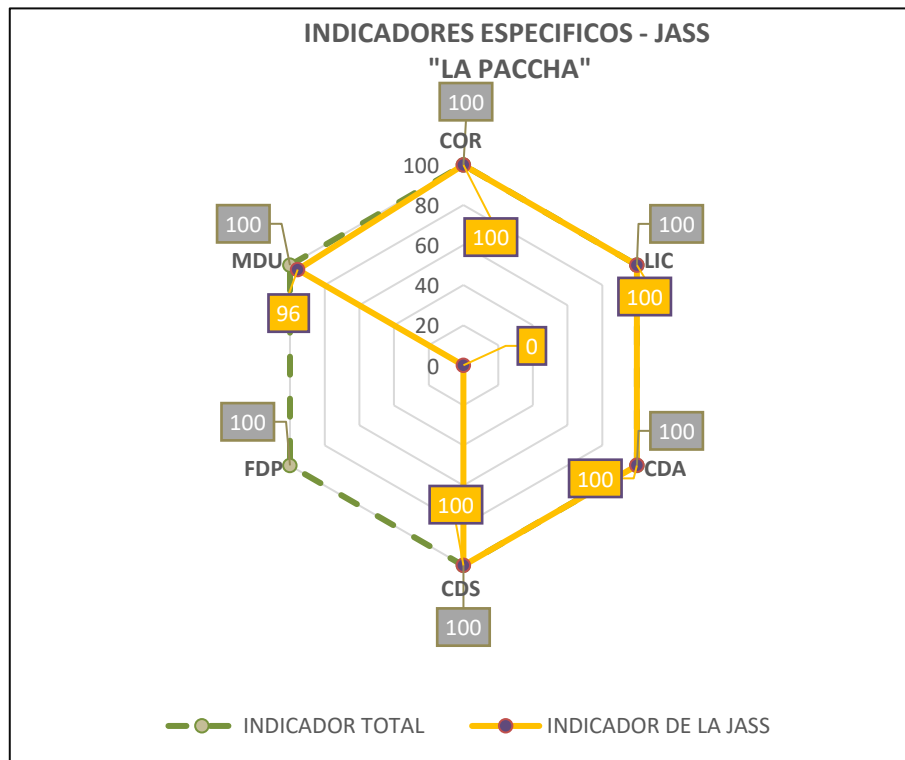 INDICADORES ESPECIFICOS - JASS
"LA PACCHA"
100
COR
100
80
60
40
20
0
100
100
LIC
100
0
100
CDA
100
100
CDS
100
100
FDP
100
MDU
96
INDICADOR TOTAL
INDICADOR DE LA JASS